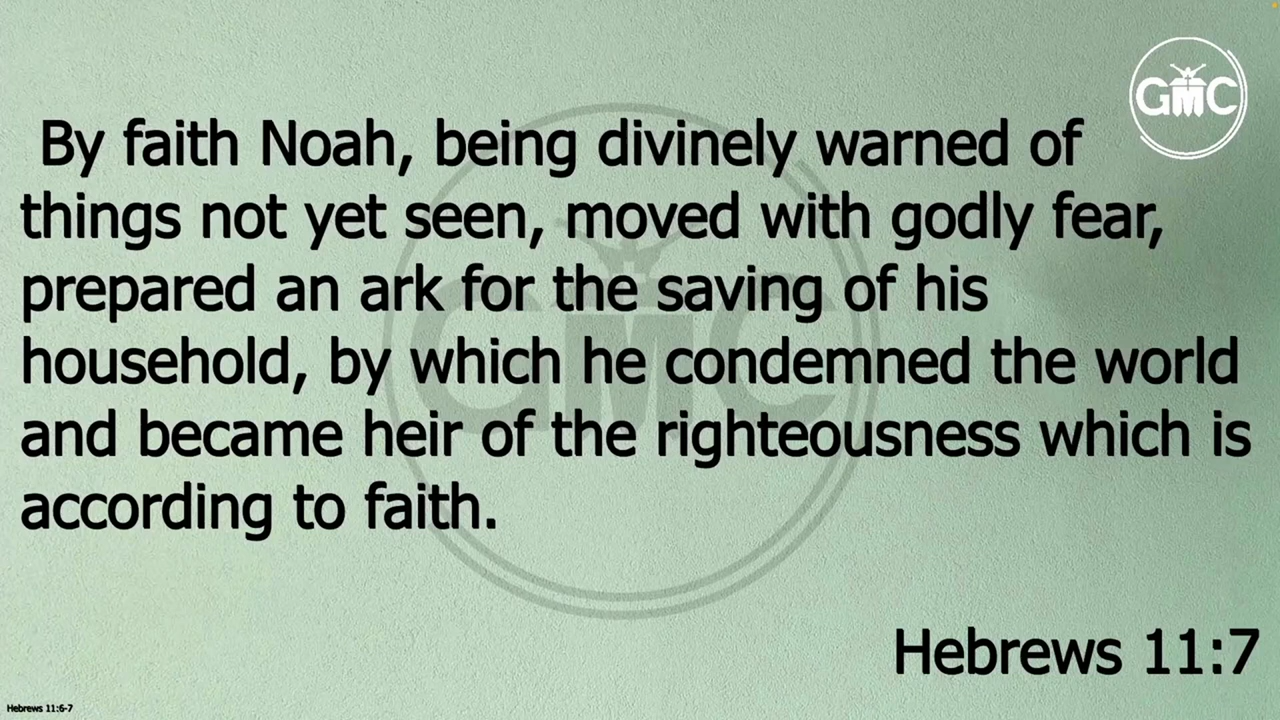 GMC
By faith Noah, being divinely warned of
things not yet seen, moved with godly fear,
prepared an ark for the saving of his
household, by which he condemned the world
and became heir of the righteousness which is
according to faith.
GMC
Hebrews 11:7
Hebrews 11:6-7